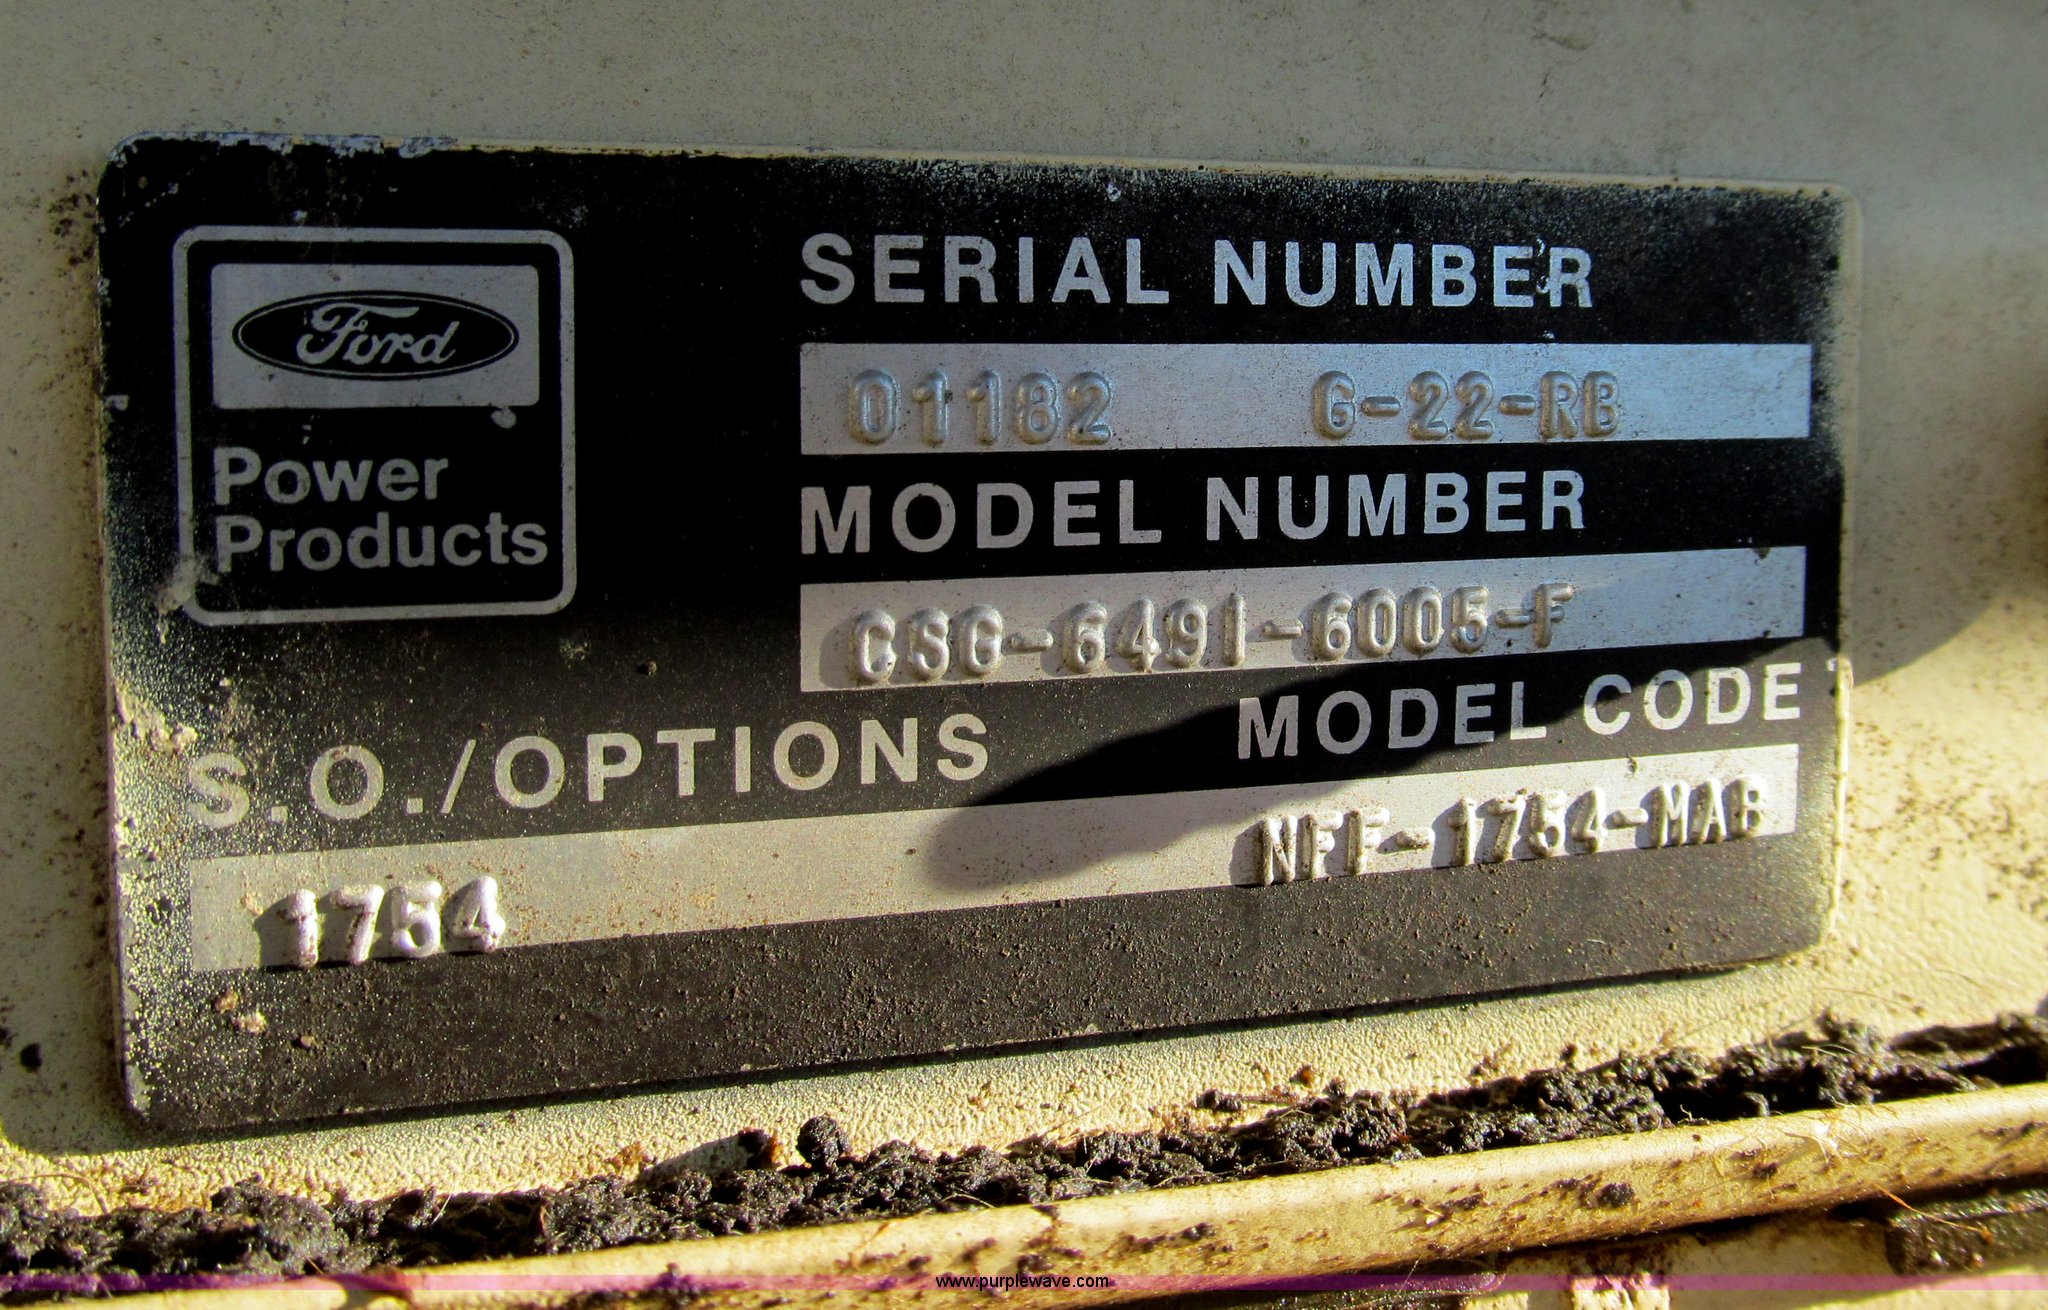 Ford
Power
Products
SERIAL NUMBER
01182 G-22-RB
MODEL NUMBER
CSG-6491-6005-F
S.O./OPTIONS MODEL CODE
1754 NFF-1754-MAB
www.purplewave.com